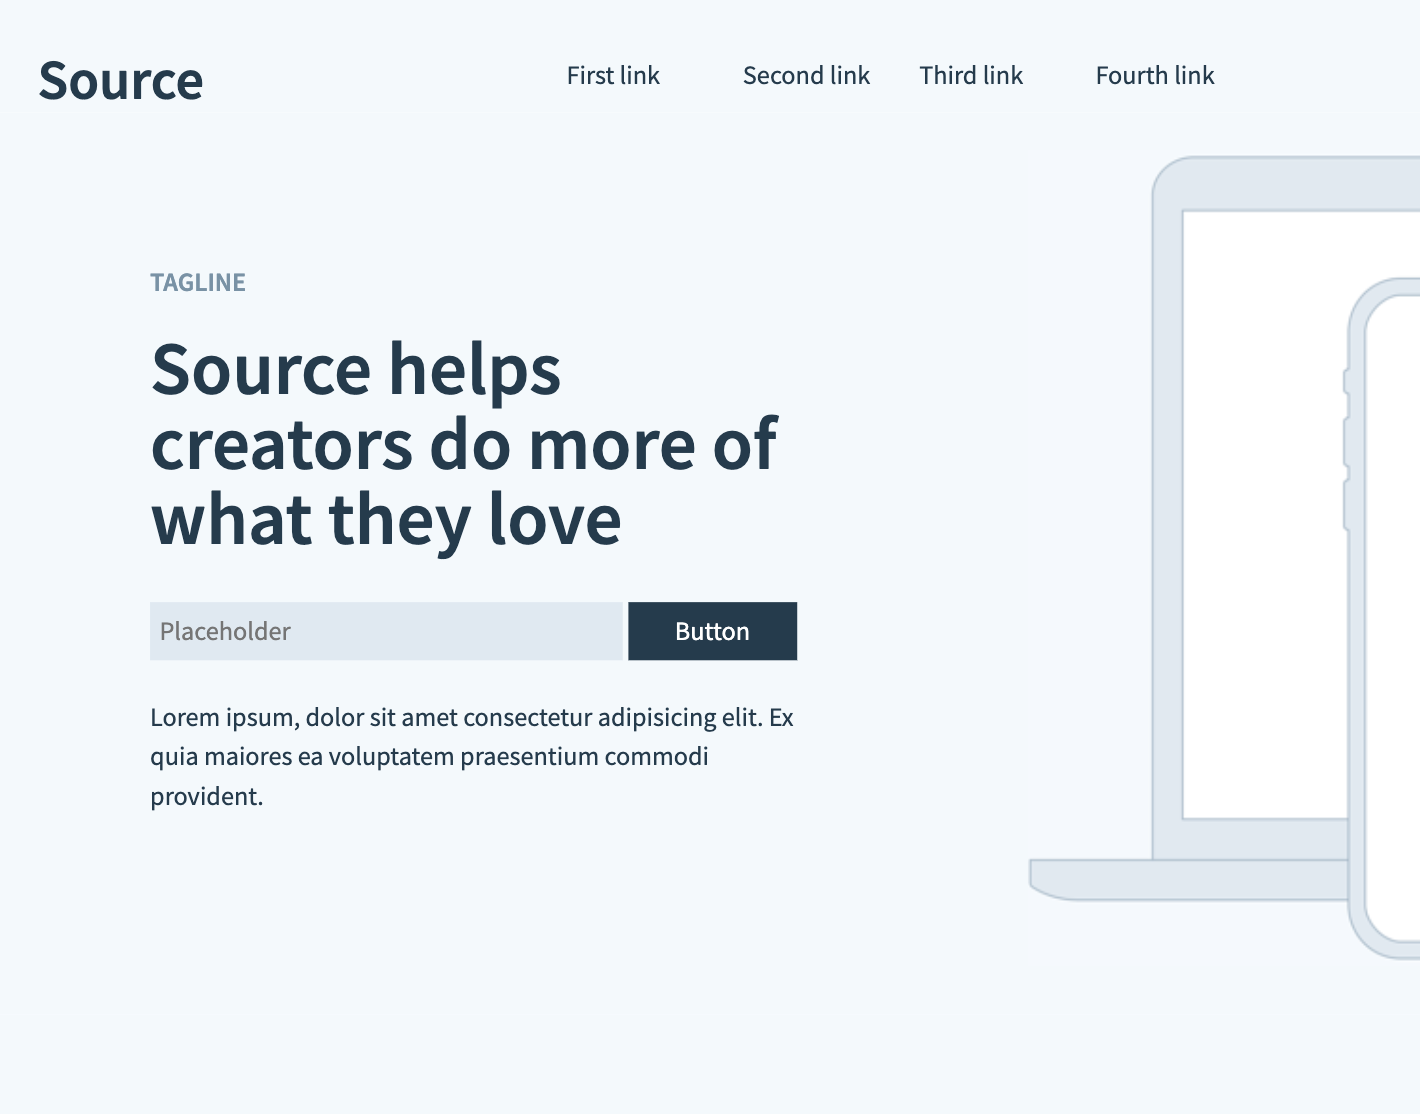 Source
First link
Second link
Third link
Fourth link
TAGLINE
Source helps
creators do more of
what they love
Placeholder
Button
Lorem ipsum, dolor sit amet consectetur adipisicing elit. Ex
quia maiores ea voluptatem praesentium commodi
provident.